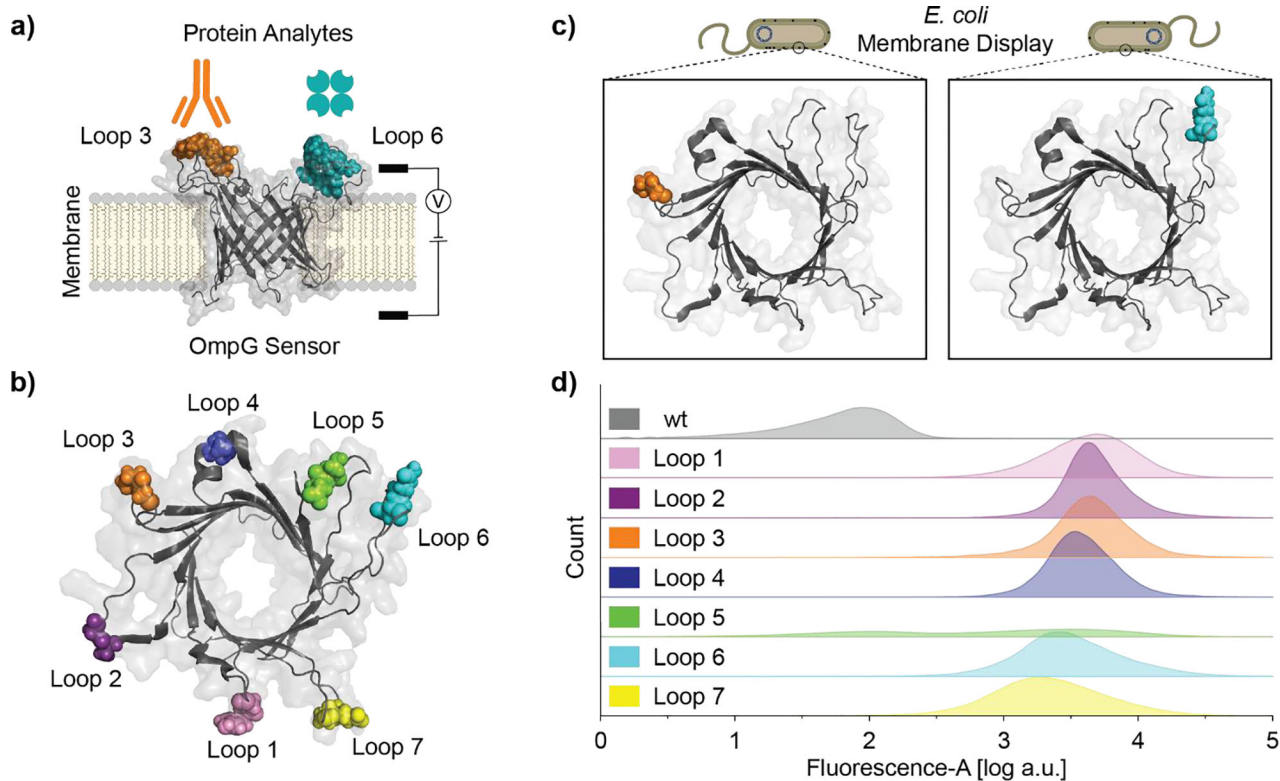 a)
Protein Analytes
Loop 3
Loop 6
V
Membrane
OmpG Sensor
b)
Loop 4
Loop 5
Loop 3
Loop 6
Loop 2
Loop 1
Loop 7
c)
E. coli
Membrane Display
d)
wt
Loop 1
Loop 2
Loop 3
Loop 4
Loop 5
Loop 6
Loop 7
Count
0 1 2 3 4 5
Fluorescence-A [log a.u.]